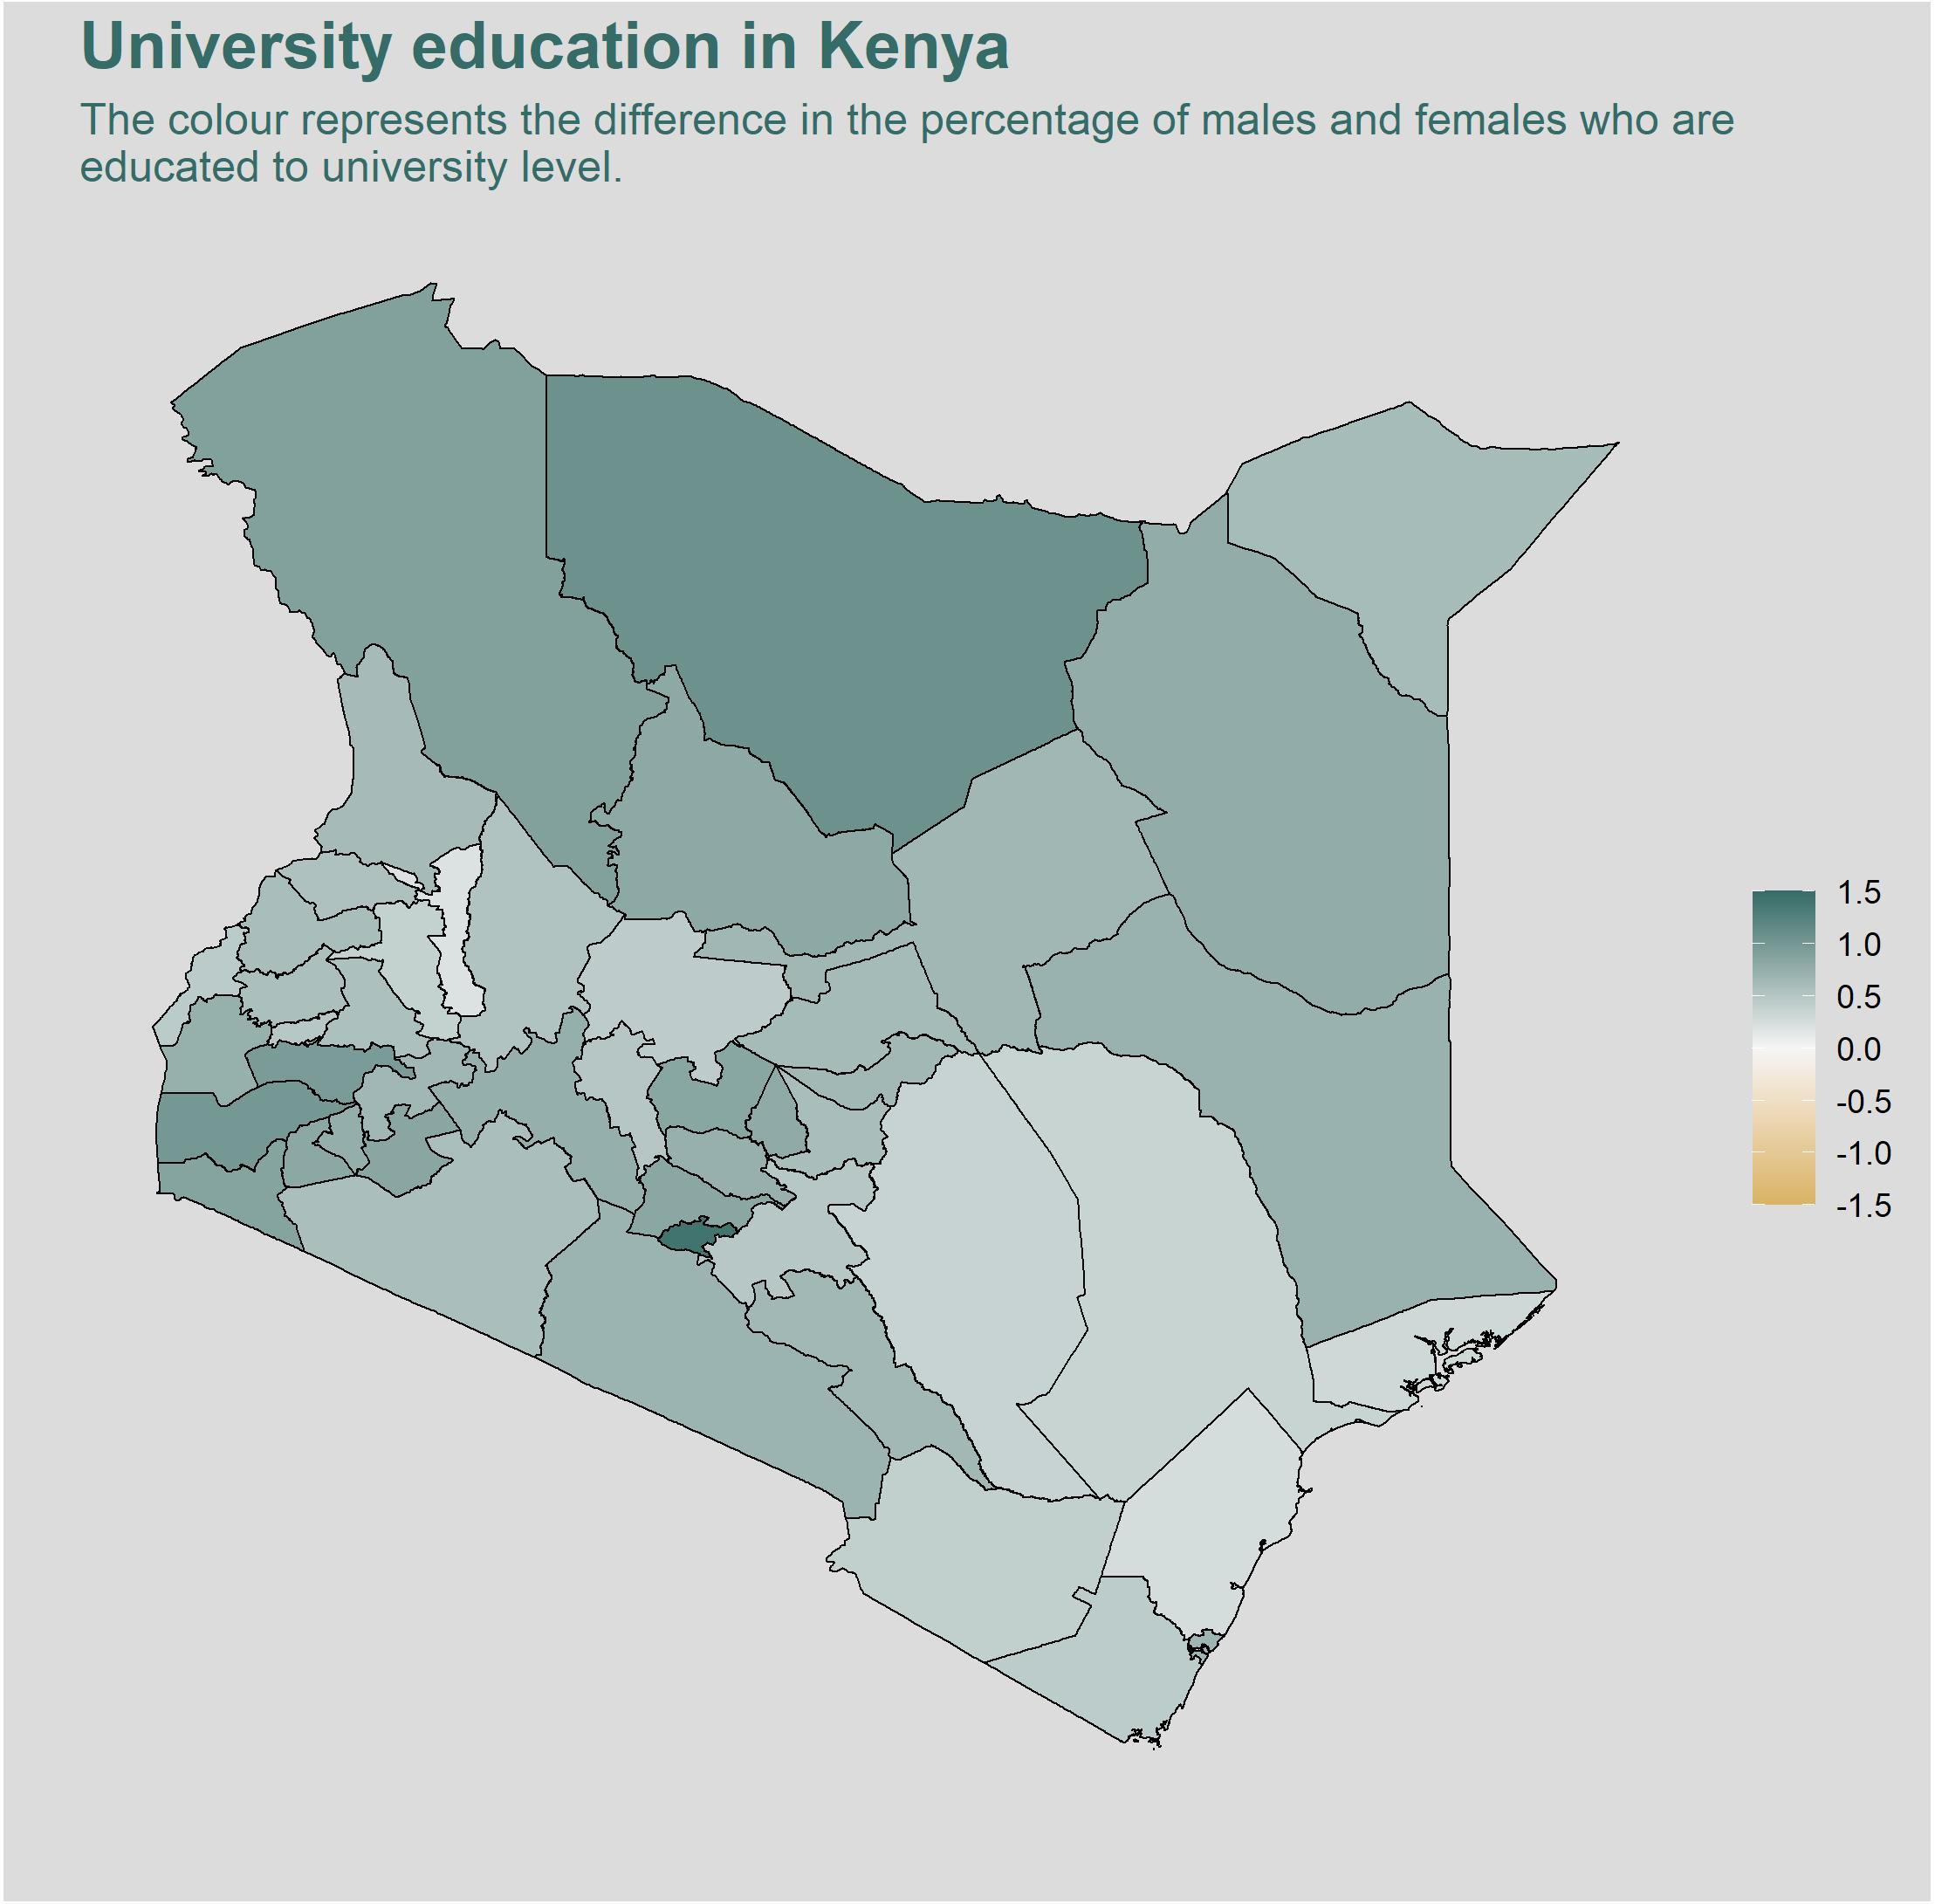 University education in Kenya
The colour represents the difference in the percentage of males and females who are
educated to university level.
1.5
1.0
0.5
0.0
-0.5
-1.0
-1.5